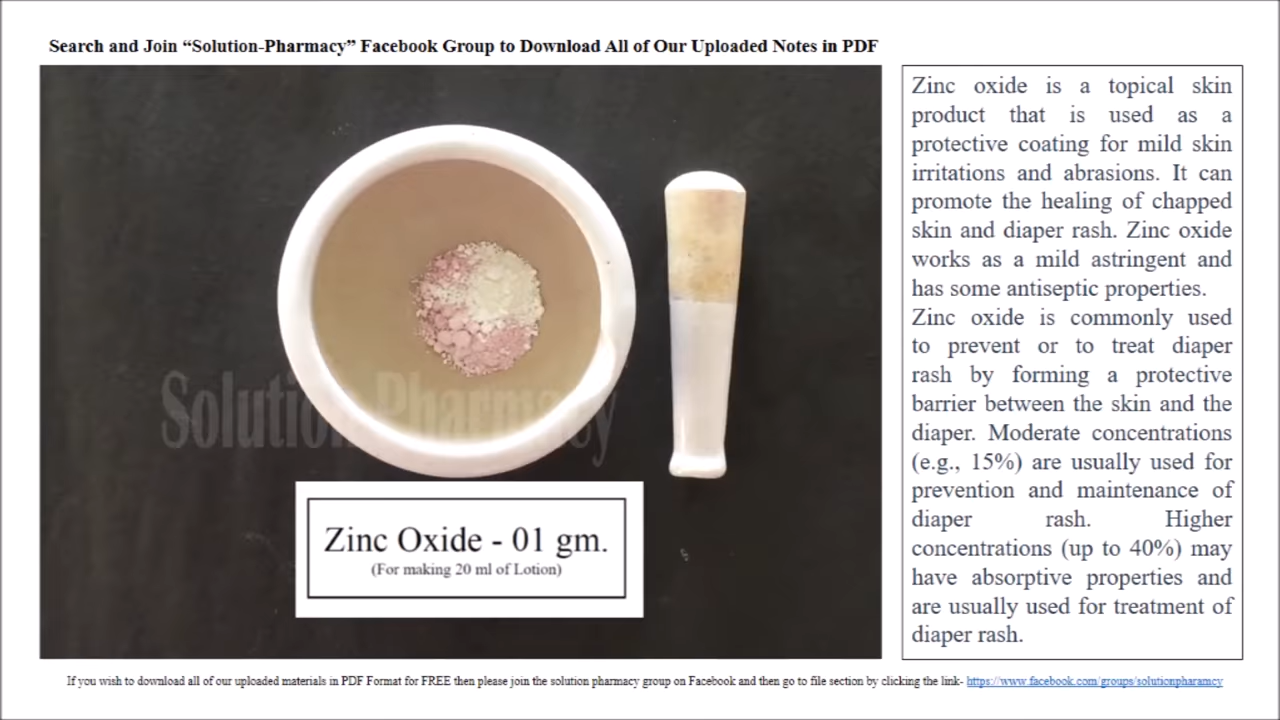 Search and Join “Solution-Pharmacy” Facebook Group to Download All of Our Uploaded Notes in PDF
Solution Pharmacy
Zinc Oxide - 01 gm.
(For making 20 ml of Lotion)
Zinc oxide is a topical skin
product that is used as a
protective coating for mild skin
irritations and abrasions. It can
promote the healing of chapped
skin and diaper rash. Zinc oxide
works as a mild astringent and
has some antiseptic properties.
Zinc oxide is commonly used
to prevent or to treat diaper
rash by forming a protective
barrier between the skin and the
diaper. Moderate concentrations
(e.g., 15%) are usually used for
prevention and maintenance of
diaper rash. Higher
concentrations (up to 40%) may
have absorptive properties and
are usually used for treatment of
diaper rash.
If you wish to download all of our uploaded materials in PDF Format for FREE then please join the solution pharmacy group on Facebook and then go to file section by clicking the link- https://www.facebook.com/groups/solutionpharamcy